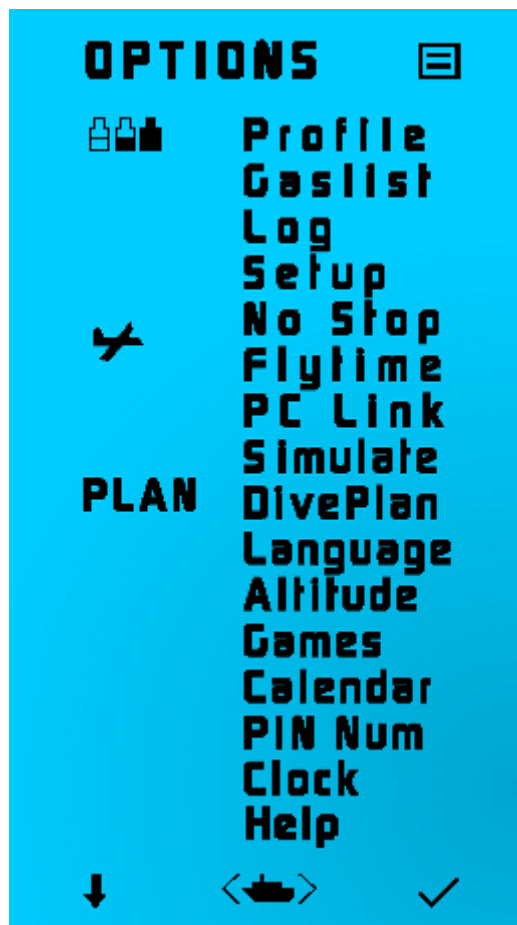 OPTIONS
Profile
Gaslist
Log
Setup
No Stop
Flytime
PC Link
Simulate
PLAN
DivePlan
Language
Altitude
Games
Calendar
PIN Num
Clock
Help